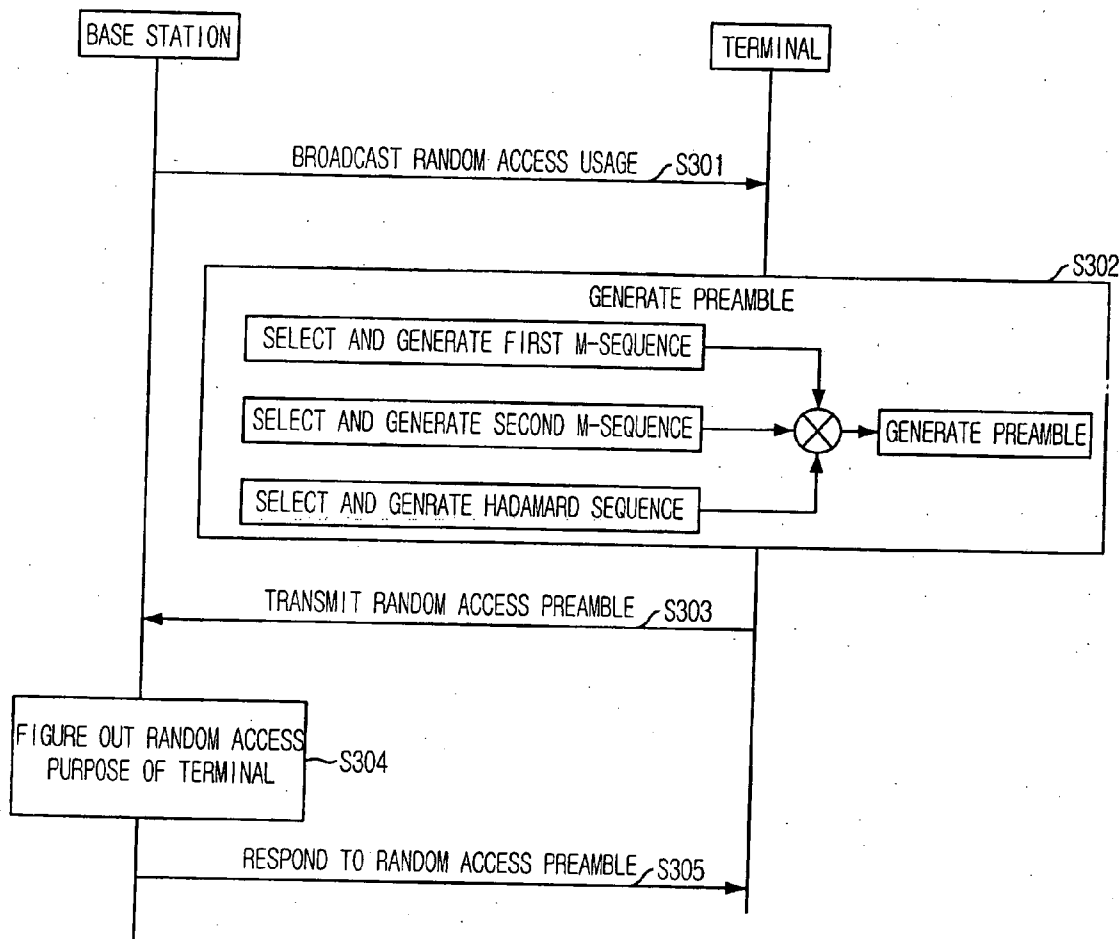 BASE STATION
TERMINAL
BROADCAST RANDOM ACCESS USAGE
S301
S302
GENERATE PREAMBLE
SELECT AND GENERATE FIRST M-SEQUENCE
SELECT AND GENERATE SECOND M-SEQUENCE
GENERATE PREAMBLE
SELECT AND GENRATE HADAMARD SEQUENCE
TRANSMIT RANDOM ACCESS PREAMBLE
S303
FIGURE OUT RANDOM ACCESS
PURPOSE OF TERMINAL
S304
RESPOND TO RANDOM ACCESS PREAMBLE
S305